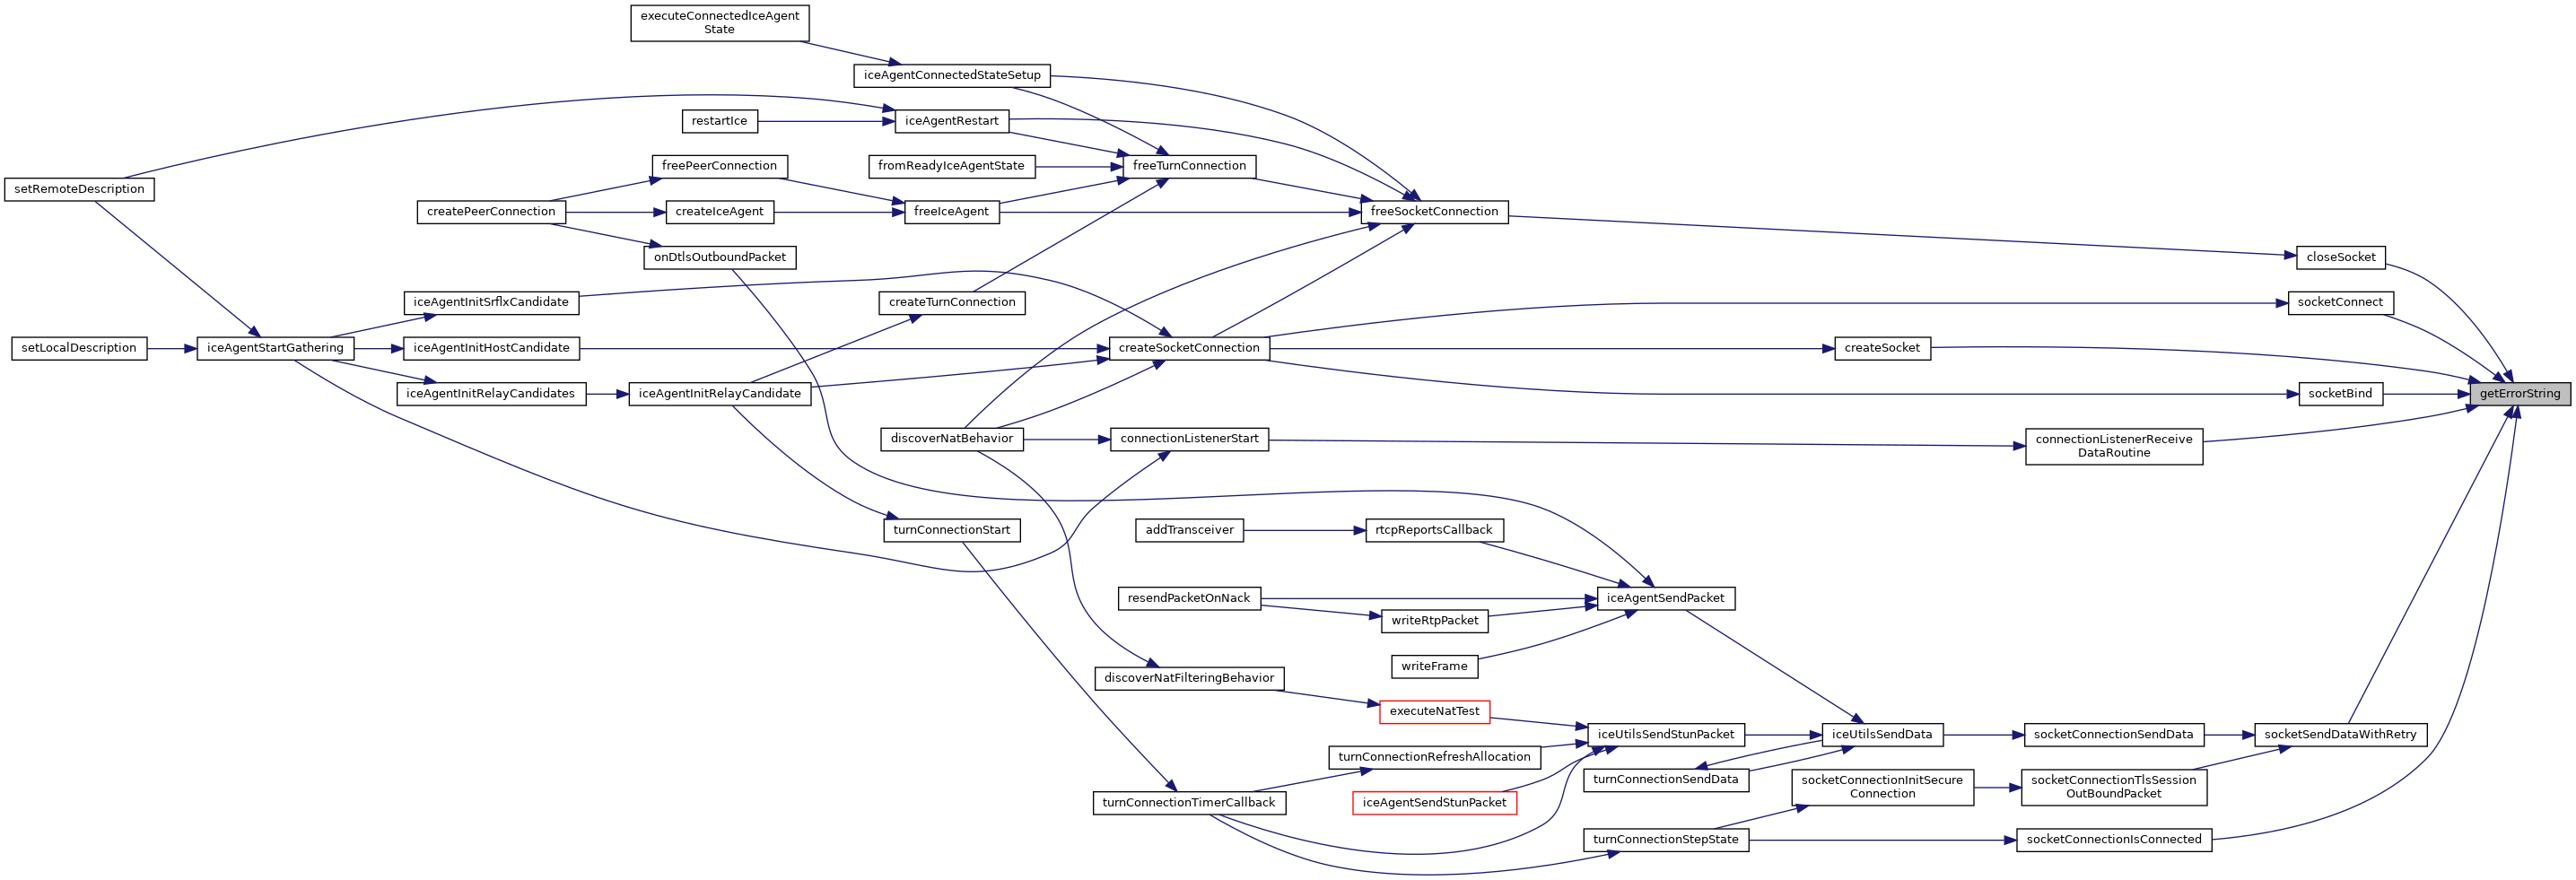 executeConnectedIceAgent
State
iceAgentConnectedStateSetup
restartIce
iceAgentRestart
freePeerConnection
fromReadyIceAgentState
freeTurnConnection
setRemoteDescription
createPeerConnection
createIceAgent
freeIceAgent
freeSocketConnection
onDtlsOutboundPacket
closeSocket
iceAgentInitSrflxCandidate
createTurnConnection
socketConnect
setLocalDescription
iceAgentStartGathering
iceAgentInitHostCandidate
createSocketConnection
createSocket
iceAgentInitRelayCandidates
iceAgentInitRelayCandidate
socketBind
getErrorString
discoverNatBehavior
connectionListenerStart
connectionListenerReceive
DataRoutine
turnConnectionStart
addTransceiver
rtcpReportsCallback
resendPacketOnNack
iceAgentSendPacket
writeRtpPacket
writeFrame
discoverNatFilteringBehavior
executeNatTest
iceUtilsSendStunPacket
iceUtilsSendData
socketConnectionSendData
socketSendDataWithRetry
turnConnectionRefreshAllocation
turnConnectionSendData
socketConnectionInitSecure
Connection
socketConnectionTlsSession
OutBoundPacket
turnConnectionTimerCallback
iceAgentSendStunPacket
turnConnectionStepState
socketConnectionIsConnected